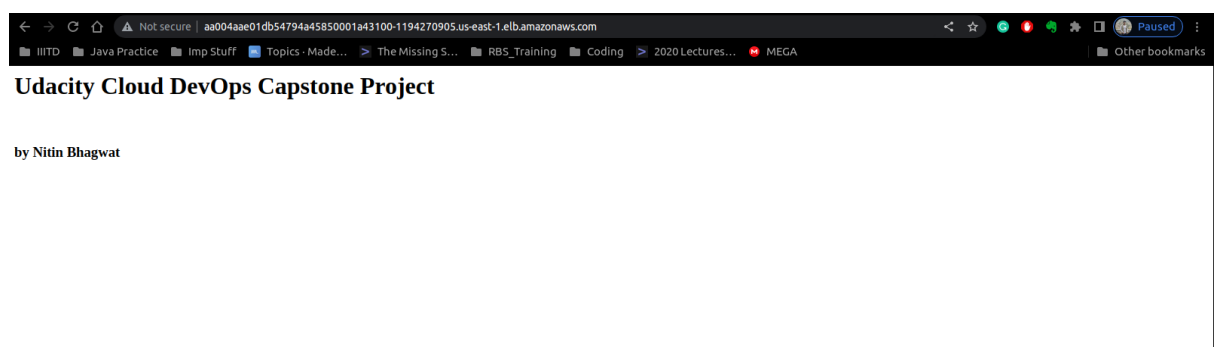 Not secure | aa004aae01db54794a45850001a43100-1194270905.us-east-1.elb.amazonaws.com Paused
IIITD Java Practice Imp Stuff Topics · Made... The Missing S... RBS_Training Coding 2020 Lectures... MEGA Other bookmarks
Udacity Cloud DevOps Capstone Project
by Nitin Bhagwat